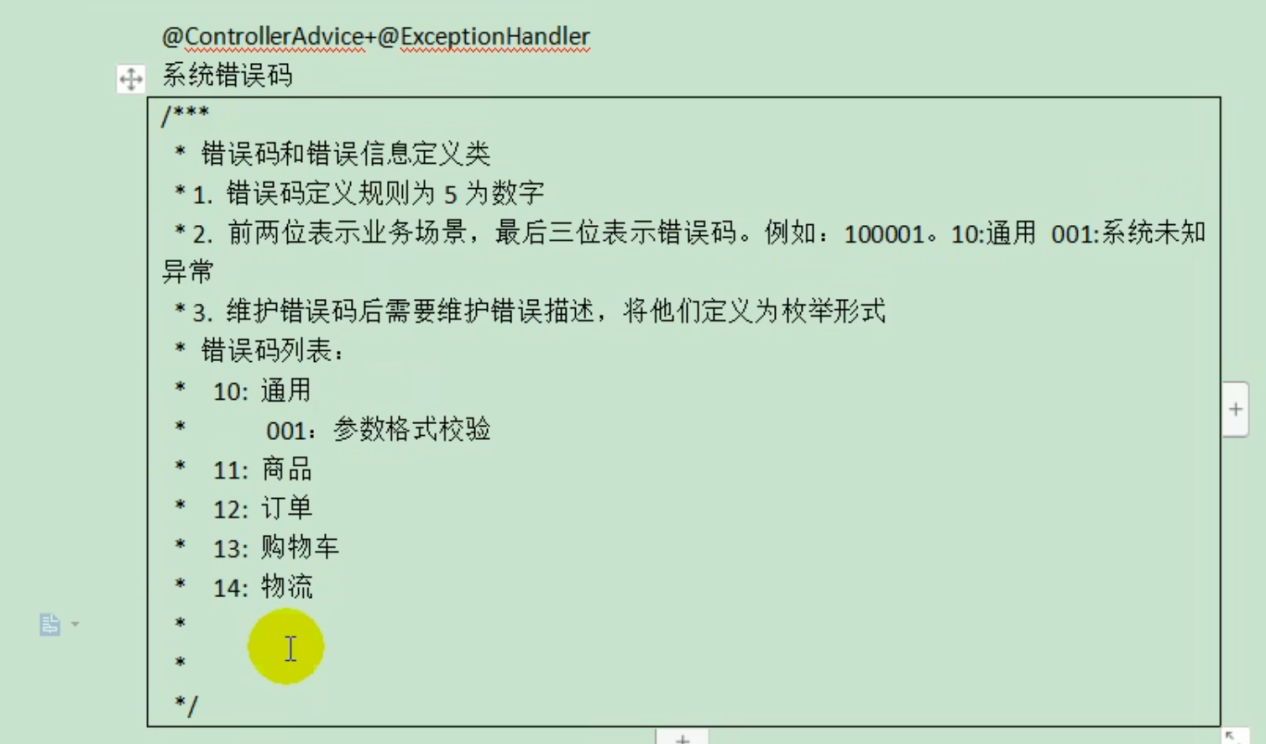 @ControllerAdvice+@ExceptionHandler
系统错误码
/***
* 错误码和错误信息定义类
* 1. 错误码定义规则为 5 为数字
* 2. 前两位表示业务场景，最后三位表示错误码。例如：100001。10:通用 001:系统未知
异常
* 3. 维护错误码后需要维护错误描述，将他们定义为枚举形式
* 错误码列表：
* 10: 通用
* 001：参数格式校验
* 11: 商品
* 12: 订单
* 13: 购物车
* 14: 物流
*
*
*/